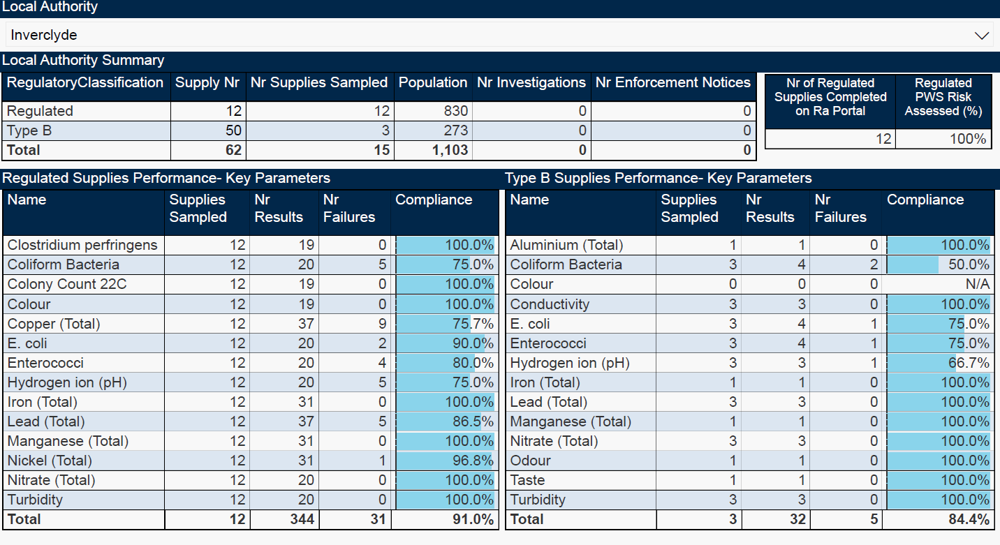 Local Authority
Inverclyde
Local Authority Summary
RegulatoryClassification Supply Nr Nr Supplies Sampled Population Nr Investigations Nr Enforcement Notices
Regulated 12 12 830 0 0
Type B 50 3 273 0 0
Total 62 15 1,103 0 0
Nr of Regulated
Supplies Completed
on Ra Portal
Regulated
PWS Risk
Assessed (%)
12 100%
Regulated Supplies Performance- Key Parameters
Name Supplies Nr Nr Compliance
Sampled Results Failures
Clostridium perfringens 12 19 0 100.0%
Coliform Bacteria 12 20 5 75.0%
Colony Count 22C 12 19 0 100.0%
Colour 12 19 0 100.0%
Copper (Total) 12 37 9 75.7%
E. coli 12 20 2 90.0%
Enterococci 12 20 4 80.0%
Hydrogen ion (pH) 12 20 5 75.0%
Iron (Total) 12 31 0 100.0%
Lead (Total) 12 37 5 86.5%
Manganese (Total) 12 31 0 100.0%
Nickel (Total) 12 31 1 96.8%
Nitrate (Total) 12 20 0 100.0%
Turbidity 12 20 0 100.0%
Total 12 344 31 91.0%
Type B Supplies Performance- Key Parameters
Name Supplies Nr Nr Compliance
Sampled Results Failures
Aluminium (Total) 1 1 0 100.0%
Coliform Bacteria 3 4 2 50.0%
Colour 0 0 0 N/A
Conductivity 3 3 0 100.0%
E. coli 3 4 1 75.0%
Enterococci 3 4 1 75.0%
Hydrogen ion (pH) 3 3 1 66.7%
Iron (Total) 1 1 0 100.0%
Lead (Total) 3 3 0 100.0%
Manganese (Total) 1 1 0 100.0%
Nitrate (Total) 3 3 0 100.0%
Odour 1 1 0 100.0%
Taste 1 1 0 100.0%
Turbidity 3 3 0 100.0%
Total 3 32 5 84.4%